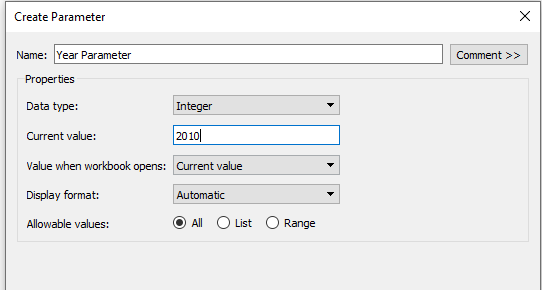 Create Parameter
Name: Year Parameter Comment >>
Properties
Data type: Integer
Current value: 2010
Value when workbook opens: Current value
Display format: Automatic
Allowable values: All List Range